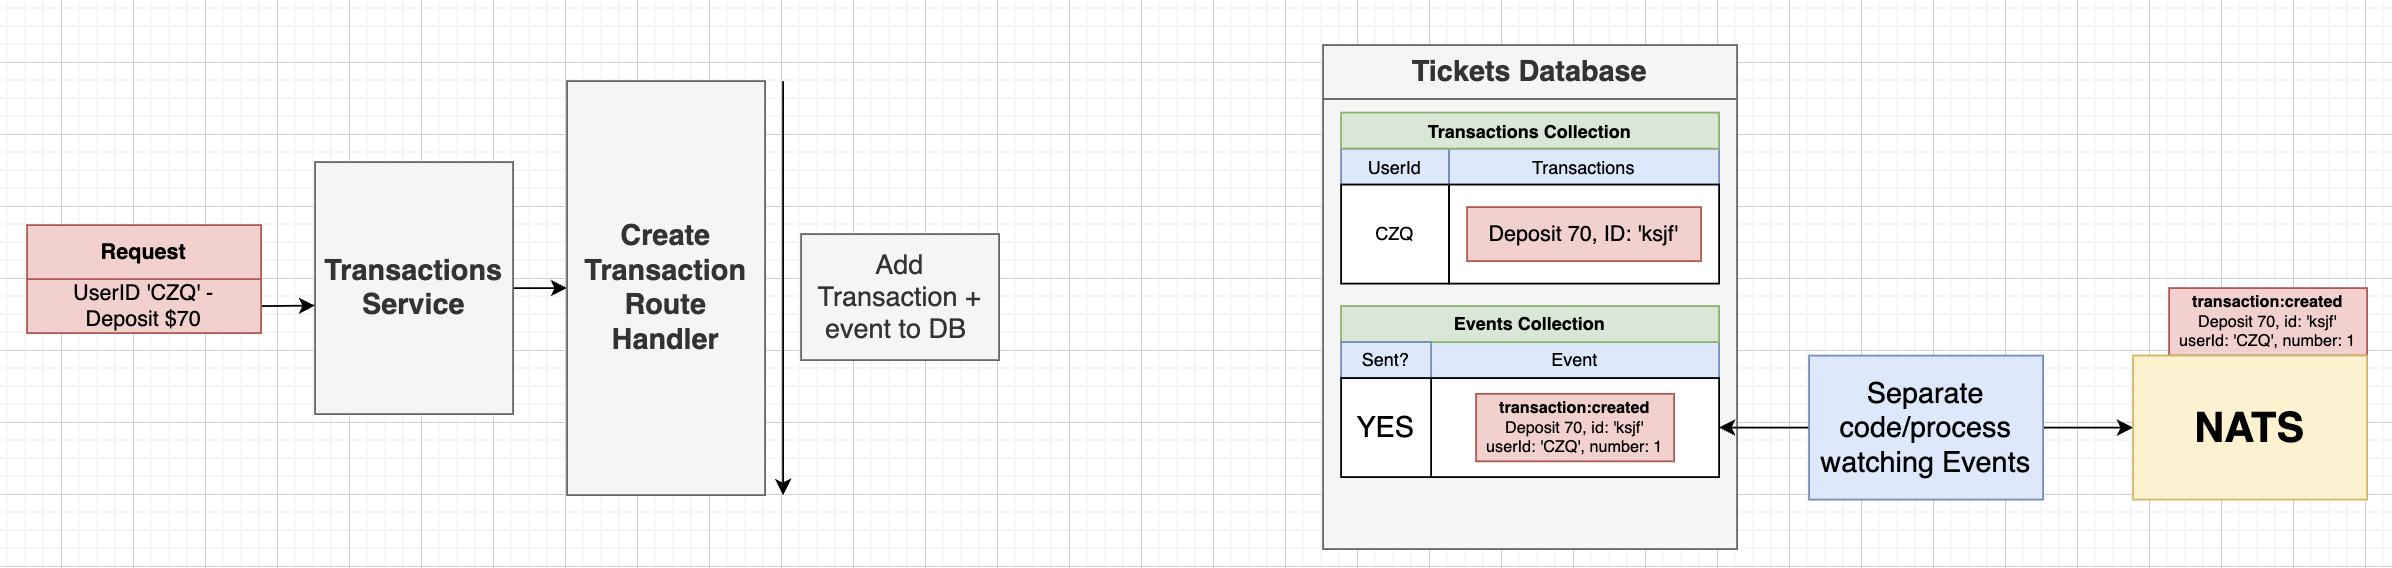 Request
UserID 'CZQ' -
Deposit $70
Transactions
Service
Create
Transaction
Route
Handler
Add
Transaction +
event to DB
Tickets Database
Transactions Collection
UserId
Transactions
CZQ
Deposit 70, ID: 'ksjf'
Events Collection
Sent?
Event
YES
transaction:created
Deposit 70, id: 'ksjf'
userId: 'CZQ', number: 1
Separate
code/process
watching Events
transaction:created
Deposit 70, id: 'ksjf'
userId: 'CZQ', number: 1
NATS